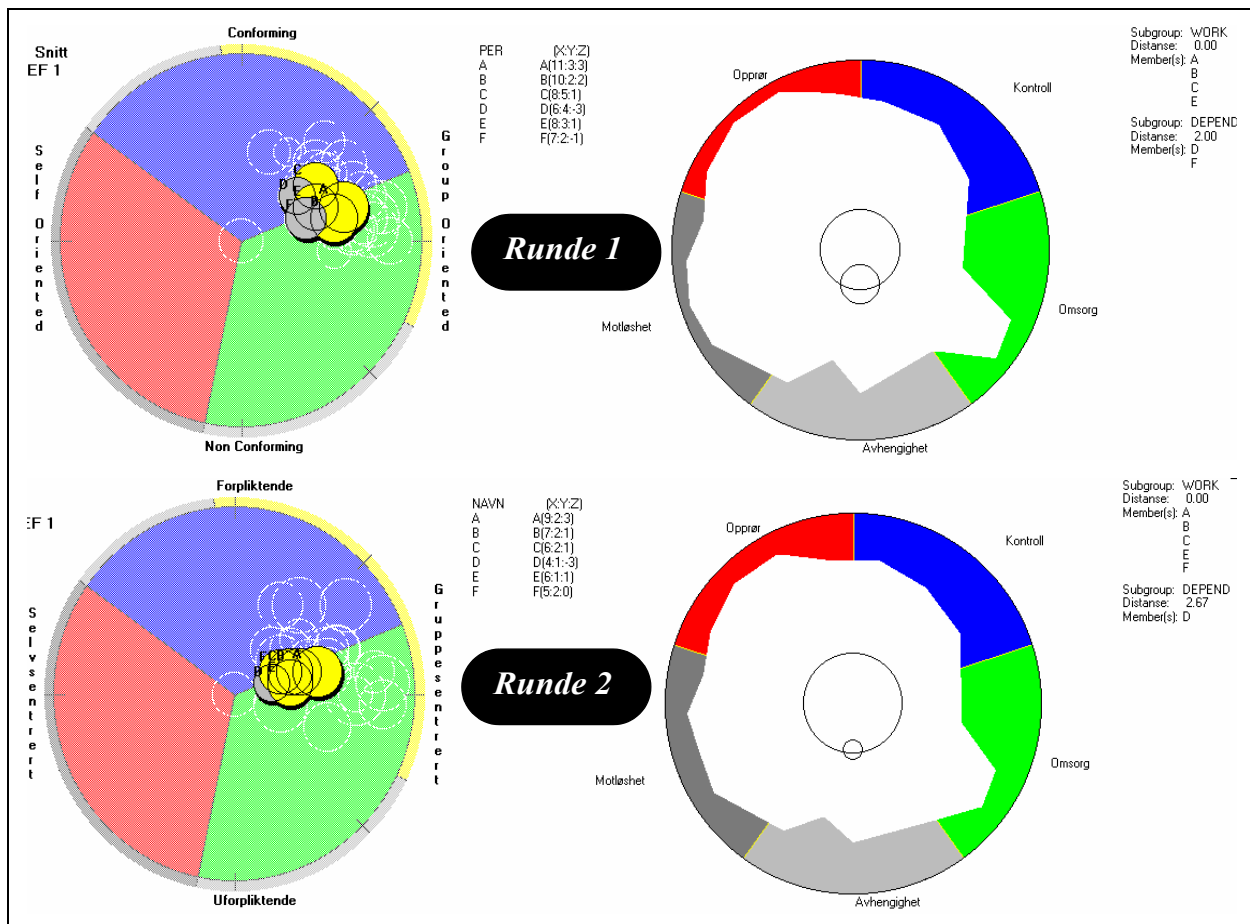 Snitt
EF 1
Conforming
Self Oriented
Group Oriented
Non Conforming
C
D
E
A
F
B
PER (X:Y:Z)
A A(11:3:3)
B B(10:2:2)
C C(8:5:1)
D D(6:4:-3)
E E(8:3:1)
F F(7:2:-1)
Runde 1
Opprør
Kontroll
Omsorg
Motløshet
Avhengighet
Subgroup: WORK
Distanse: 0.00
Member(s): A
B
C
E
Subgroup: DEPEND
Distanse: 2.00
Member(s): D
F
EF 1
Forpliktende
Selvsentrert
Gruppesentrert
Uforpliktende
F C B A
D E
NAVN (X:Y:Z)
A A(9:2:3)
B B(7:2:1)
C C(6:2:1)
D D(4:1:-3)
E E(6:1:1)
F F(5:2:0)
Runde 2
Opprør
Kontroll
Omsorg
Motløshet
Avhengighet
Subgroup: WORK
Distanse: 0.00
Member(s): A
B
C
E
F
Subgroup: DEPEND
Distanse: 2.67
Member(s): D